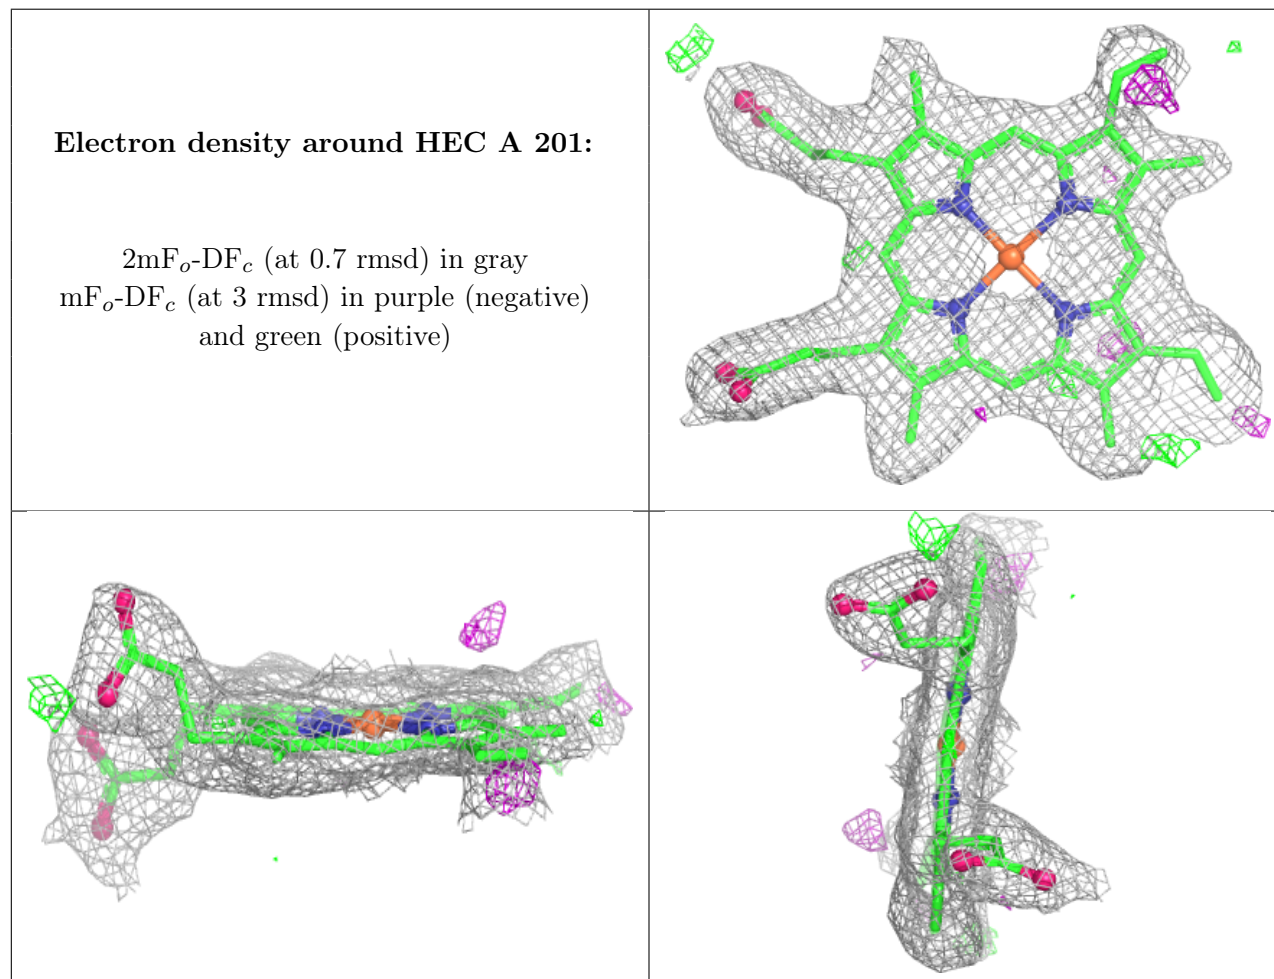 Electron density around HEC A 201:
2mFo-DFc (at 0.7 rmsd) in gray
mFo-DFc (at 3 rmsd) in purple (negative)
and green (positive)